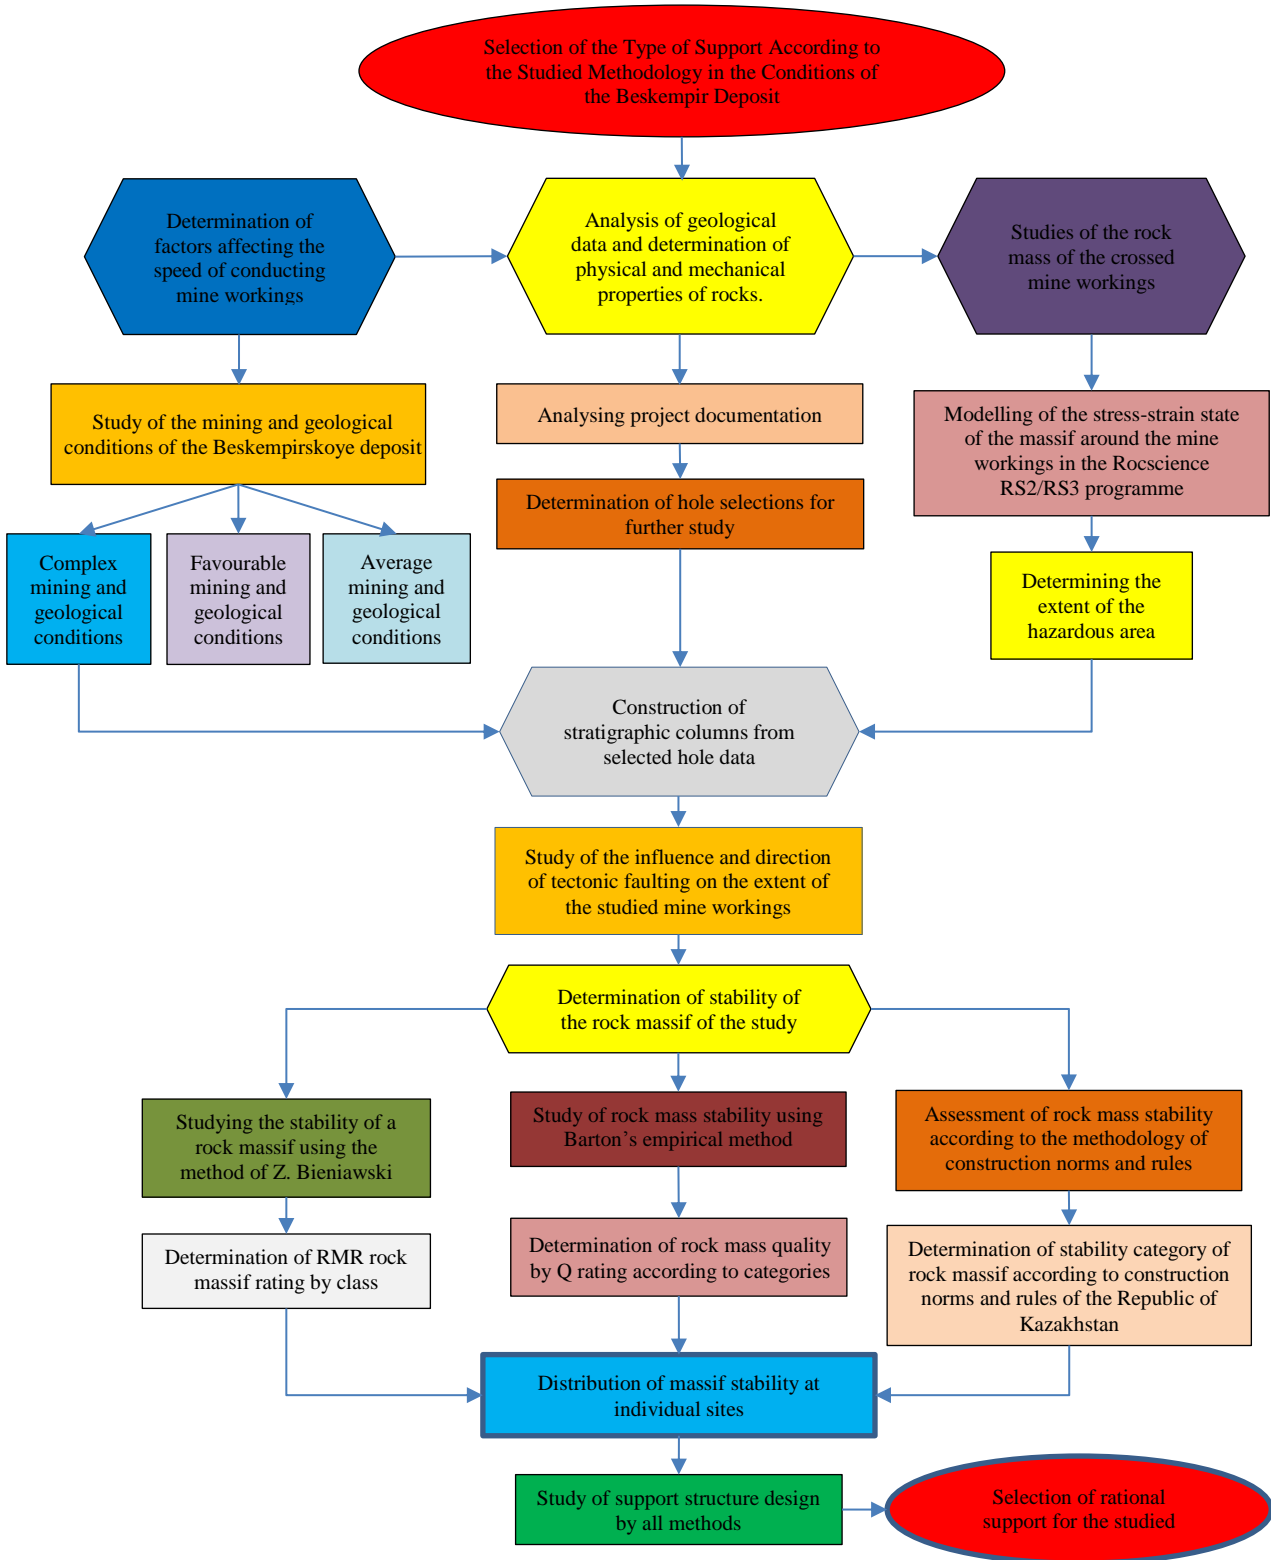 Selection of the Type of Support According to
the Studied Methodology in the Conditions of
the Beskempir Deposit
Determination of
factors affecting the
speed of conducting
mine workings
Analysis of geological
data and determination of
physical and mechanical
properties of rocks.
Studies of the rock
mass of the crossed
mine workings
Study of the mining and geological
conditions of the Beskempirskoye deposit
Analysing project documentation
Modelling of the stress-strain state
of the massif around the mine
workings in the Rocscience
RS2/RS3 programme
Determination of hole selections for
further study
Complex
mining and
geological
conditions
Favourable
mining and
geological
conditions
Average
mining and
geological
conditions
Determining the
extent of the
hazardous area
Construction of
stratigraphic columns from
selected hole data
Study of the influence and direction
of tectonic faulting on the extent of
the studied mine workings
Determination of stability of
the rock massif of the study
Studying the stability of a
rock massif using the
method of Z. Bieniawski
Study of rock mass stability using
Barton’s empirical method
Assessment of rock mass stability
according to the methodology of
construction norms and rules
Determination of RMR rock
massif rating by class
Determination of rock mass quality
by Q rating according to categories
Determination of stability category of
rock massif according to construction
norms and rules of the Republic of
Kazakhstan
Distribution of massif stability at
individual sites
Study of support structure design
by all methods
Selection of rational
support for the studied